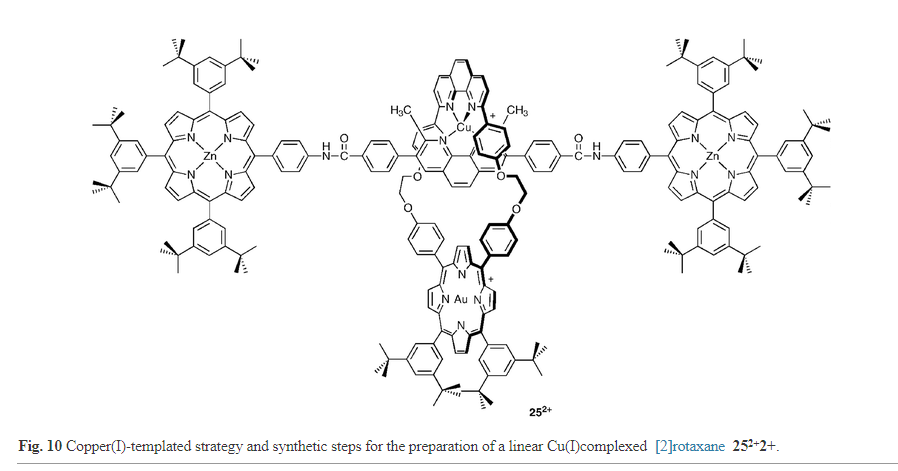 H₃C
CH₃
N
N
Cu
+
N
N
N
Zn
N
N
N
H
O
C
O
C
N
H
N
N
Zn
N
N
O
O
O
O
N
+
N Au N
N
25²⁺
Fig. 10 Copper(I)-templated strategy and synthetic steps for the preparation of a linear Cu(I)complexed [2]rotaxane 25²⁺2+.